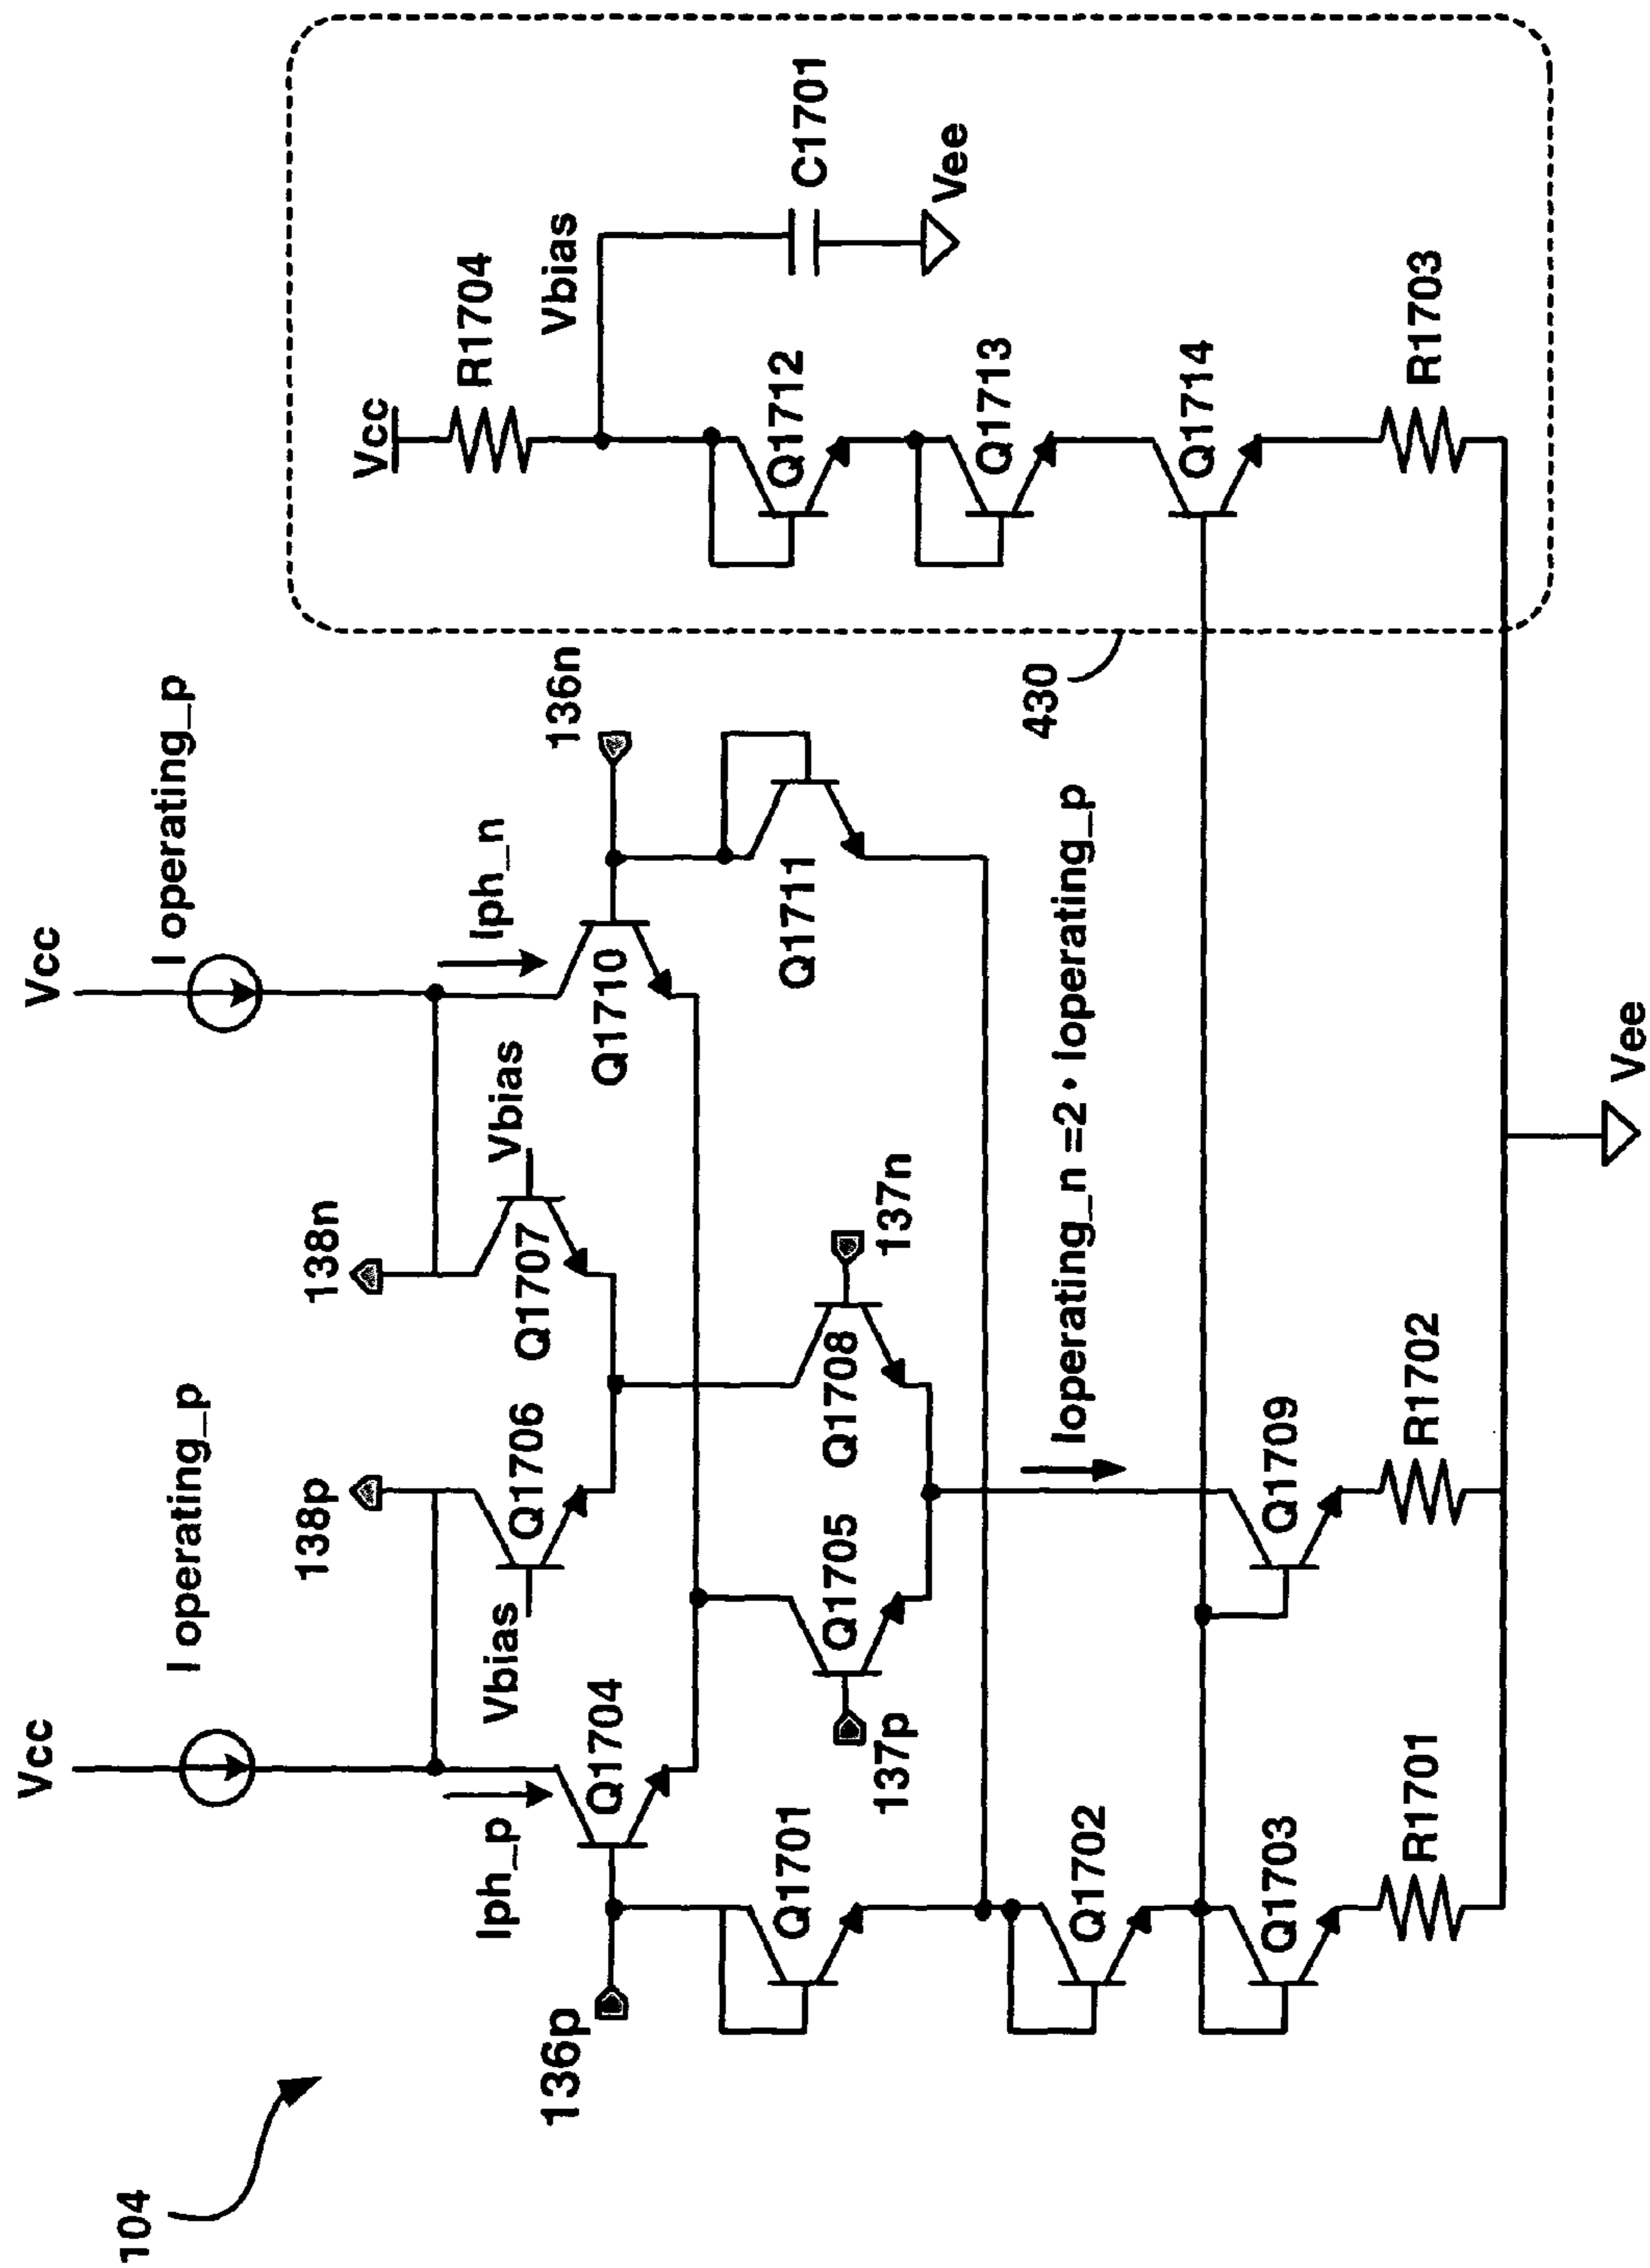 104
Vcc
I operating_p
Vcc
I operating_p
138p
138n
Iph_p
Iph_n
Vbias
Vbias
136p
Q1704
Q1706
Q1707
Q1710
136n
Q1701
137p
Q1705
Q1708
137n
Q1711
Ioperating_n =2 • Ioperating_p
Q1702
Q1703
Q1709
R1701
R1702
Vee
430
Vcc
R1704
Vbias
C1701
Vee
Q1712
Q1713
Q1714
R1703